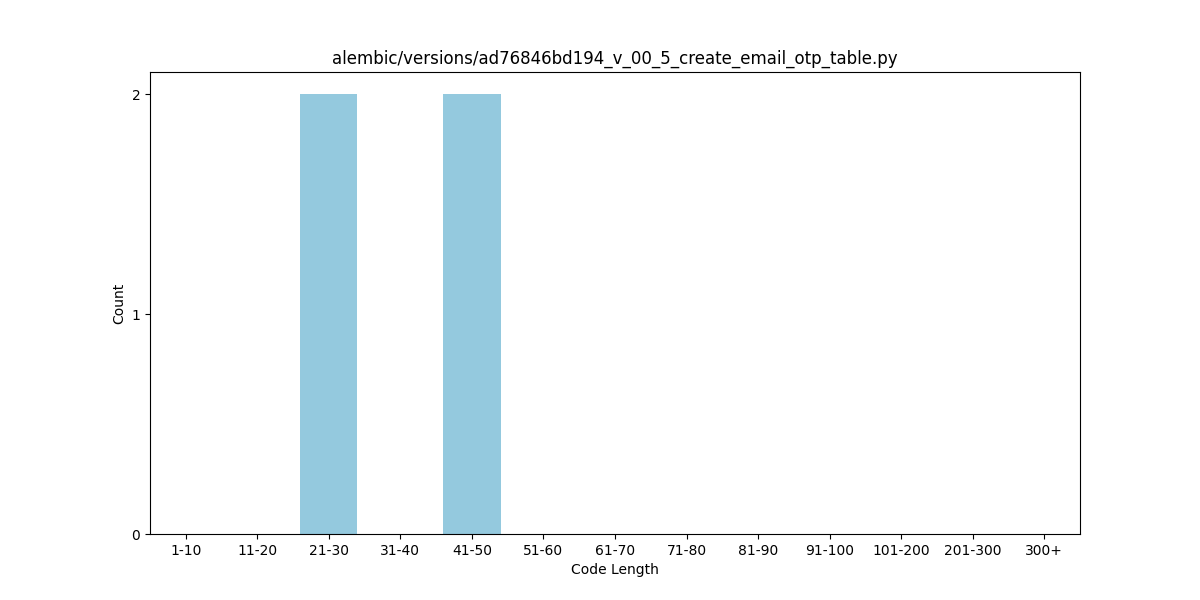 alembic/versions/ad76846bd194_v_00_5_create_email_otp_table.py
2
1
0
Count
1-10 11-20 21-30 31-40 41-50 51-60 61-70 71-80 81-90 91-100 101-200 201-300 300+
Code Length